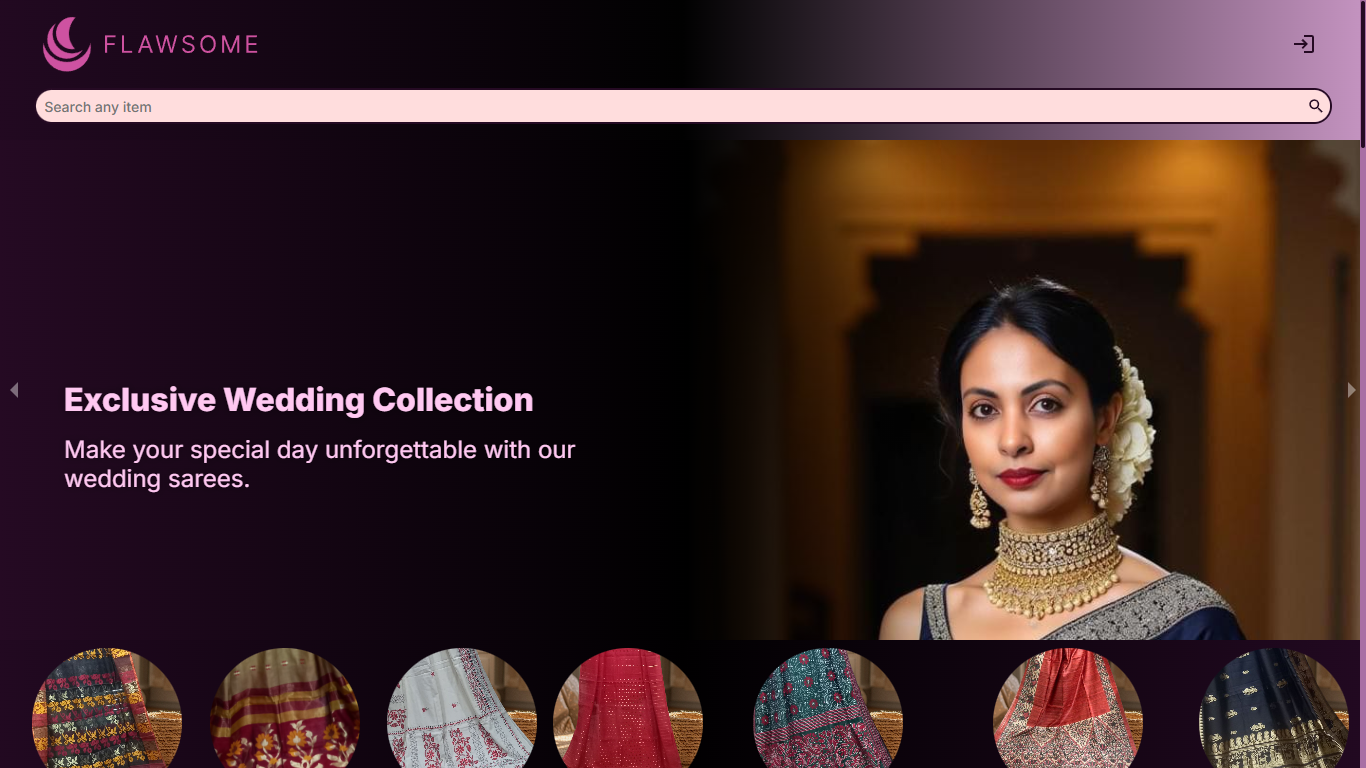 FLAWSOME
Search any item
Exclusive Wedding Collection
Make your special day unforgettable with our
wedding sarees.